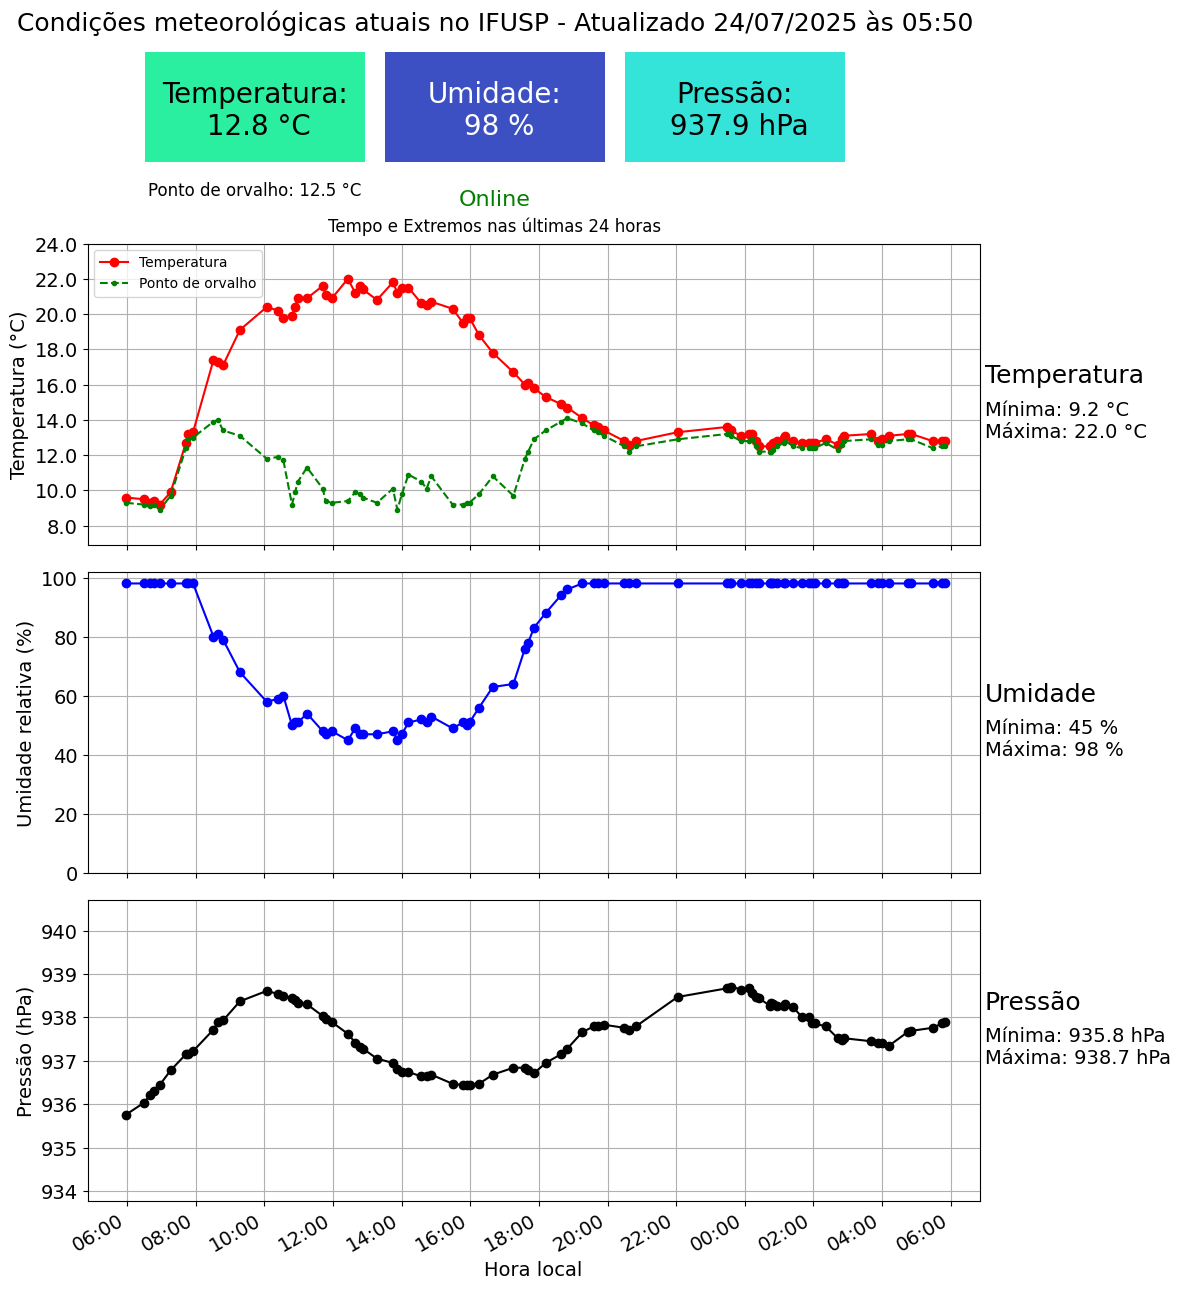 Condições meteorológicas atuais no IFUSP - Atualizado 24/07/2025 às 05:50
Temperatura:
12.8 °C
Umidade:
98 %
Pressão:
937.9 hPa
Ponto de orvalho: 12.5 °C
Online
Tempo e Extremos nas últimas 24 horas
Temperatura
Ponto de orvalho
Temperatura (°C)
24.0
22.0
20.0
18.0
16.0
14.0
12.0
10.0
8.0
Temperatura
Mínima: 9.2 °C
Máxima: 22.0 °C
Umidade relativa (%)
100
80
60
40
20
0
Umidade
Mínima: 45 %
Máxima: 98 %
Pressão (hPa)
940
939
938
937
936
935
934
Pressão
Mínima: 935.8 hPa
Máxima: 938.7 hPa
06:00
08:00
10:00
12:00
14:00
16:00
18:00
20:00
22:00
00:00
02:00
04:00
06:00
Hora local